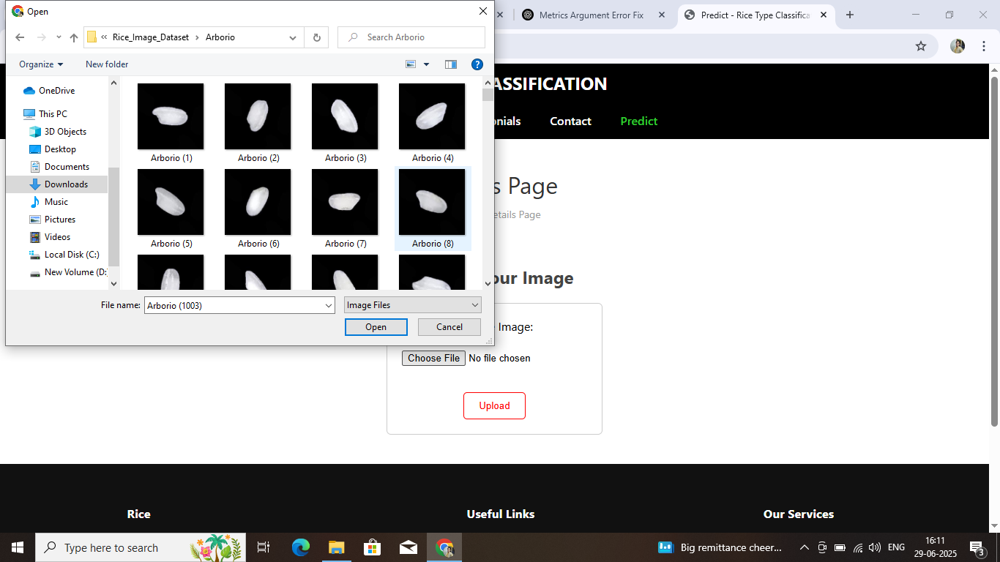 Open
Metrics Argument Error Fix
Predict - Rice Type Classifica
Rice_Image_Dataset
Arborio
Search Arborio
Organize
New folder
OneDrive
This PC
3D Objects
Desktop
Documents
Downloads
Music
Pictures
Videos
Local Disk (C:)
New Volume (D:
Arborio (1)
Arborio (2)
Arborio (3)
Arborio (4)
Arborio (5)
Arborio (6)
Arborio (7)
Arborio (8)
File name:
Arborio (1003)
Image Files
Open
Cancel
ASSIFICATION
onials
Contact
Predict
s Page
etails Page
our Image
Image:
Choose File
No file chosen
Upload
Rice
Useful Links
Our Services
Type here to search
Big remittance cheer...
ENG
16:11
29-06-2025
3